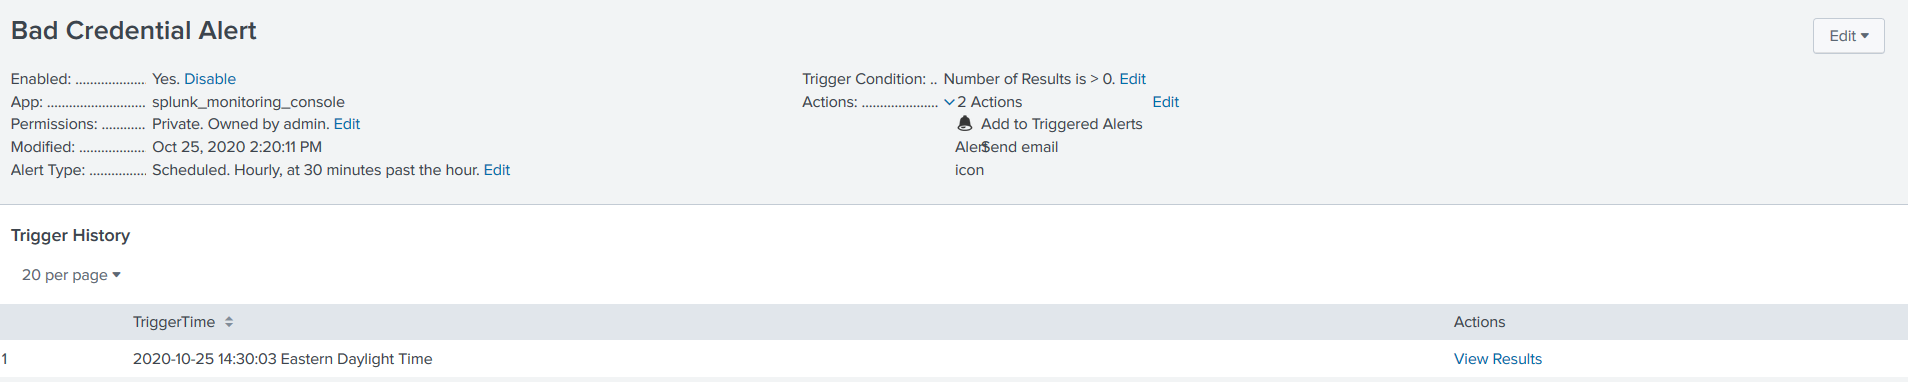 Bad Credential Alert
Edit
Enabled: ................... Yes. Disable
App: .......................... splunk_monitoring_console
Permissions: ............ Private. Owned by admin. Edit
Modified: .................. Oct 25, 2020 2:20:11 PM
Alert Type: ............... Scheduled. Hourly, at 30 minutes past the hour. Edit
Trigger Condition: .. Number of Results is > 0. Edit
Actions: .................... 2 Actions Edit
Add to Triggered Alerts
Alert Send email
icon
Trigger History
20 per page
TriggerTime Actions
1 2020-10-25 14:30:03 Eastern Daylight Time View Results